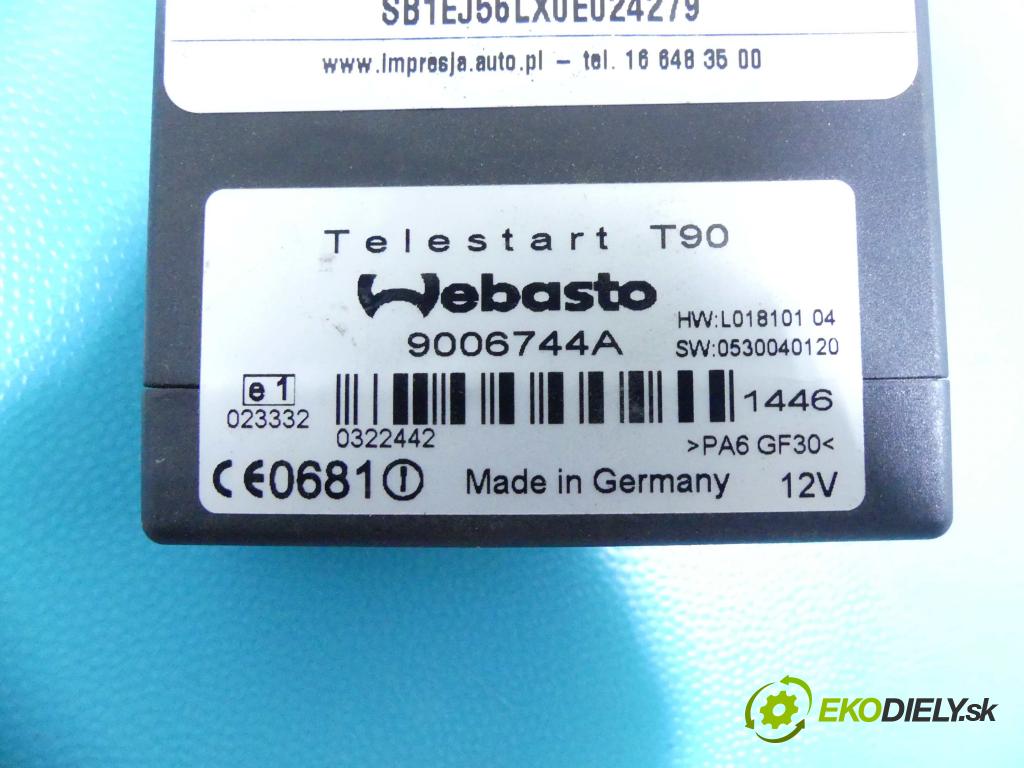 SB1EJ56LX0E024279
www.impresja.auto.pl - tel. 16 648 35 00
Telestart T90
Webasto
9006744A
HW:L018101 04
SW:0530040120
e1
023332
0322442
1446
>PA6 GF30<
CE0681
Made in Germany
12V
EKODIELY.sk